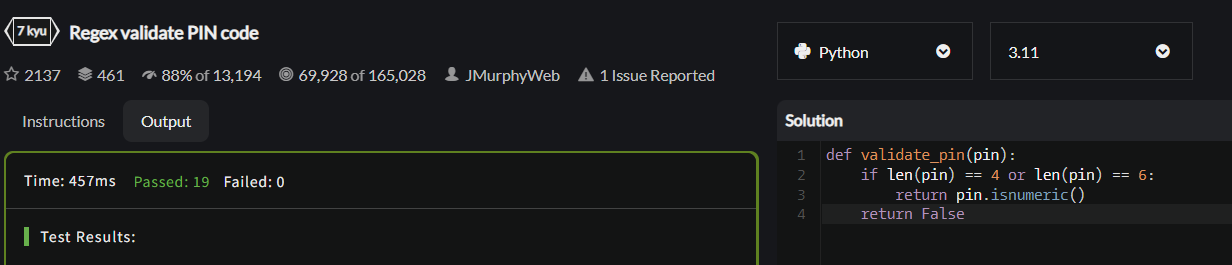 7 kyu Regex validate PIN code
2137 461 88% of 13,194 69,928 of 165,028 JMurphyWeb 1 Issue Reported
Instructions Output
Time: 457ms Passed: 19 Failed: 0
Test Results:
Python 3.11
Solution
1 def validate_pin(pin):
2     if len(pin) == 4 or len(pin) == 6:
3         return pin.isnumeric()
4     return False